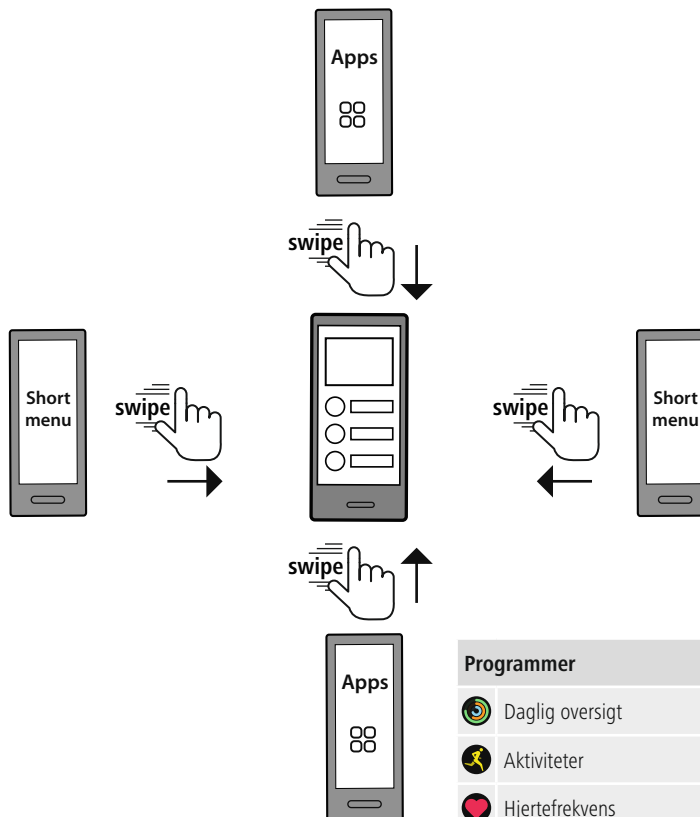 Apps
swipe
Short
menu
swipe
swipe
Short
menu
swipe
Apps
Programmer
Daglig oversigt
Aktiviteter
Hjertefrekvens